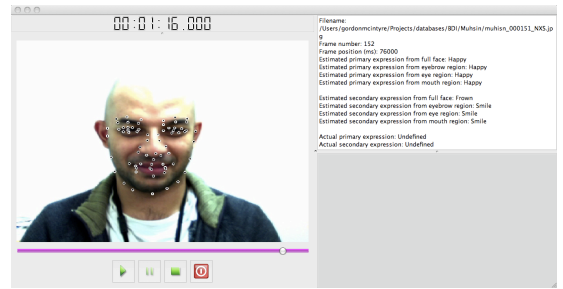 00:01:16.000
Filename:
/Users/gordonmcintyre/Projects/databases/BDI/Muhsin/muhisn_000151_NXS.jp
g
Frame number: 152
Frame position (ms): 76000
Estimated primary expression from full face: Happy
Estimated primary expression from eyebrow region: Happy
Estimated primary expression from eye region: Happy
Estimated primary expression from mouth region: Happy
Estimated secondary expression from full face: Frown
Estimated secondary expression from eyebrow region: Smile
Estimated secondary expression from eye region: Smile
Estimated secondary expression from mouth region: Smile
Actual primary expression: Undefined
Actual secondary expression: Undefined